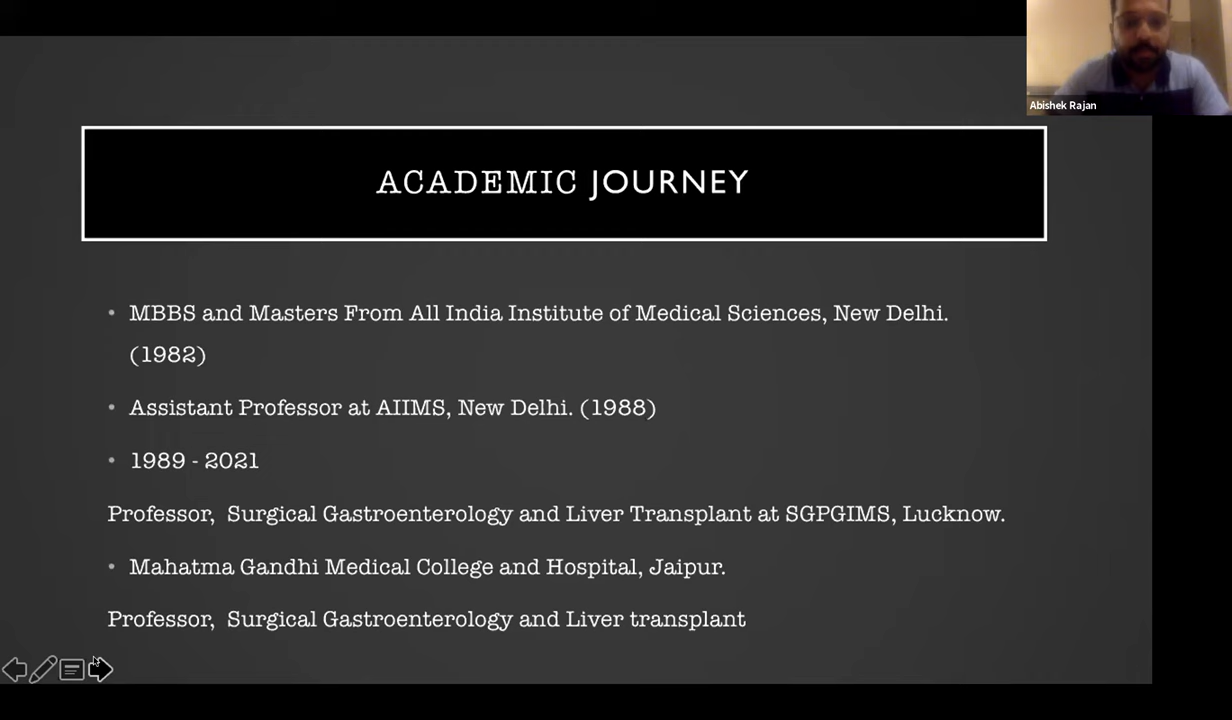 Abishek Rajan
ACADEMIC JOURNEY
• MBBS and Masters From All India Institute of Medical Sciences, New Delhi.
(1982)
• Assistant Professor at AIIMS, New Delhi. (1988)
• 1989 - 2021
Professor, Surgical Gastroenterology and Liver Transplant at SGPGIMS, Lucknow.
• Mahatma Gandhi Medical College and Hospital, Jaipur.
Professor, Surgical Gastroenterology and Liver transplant